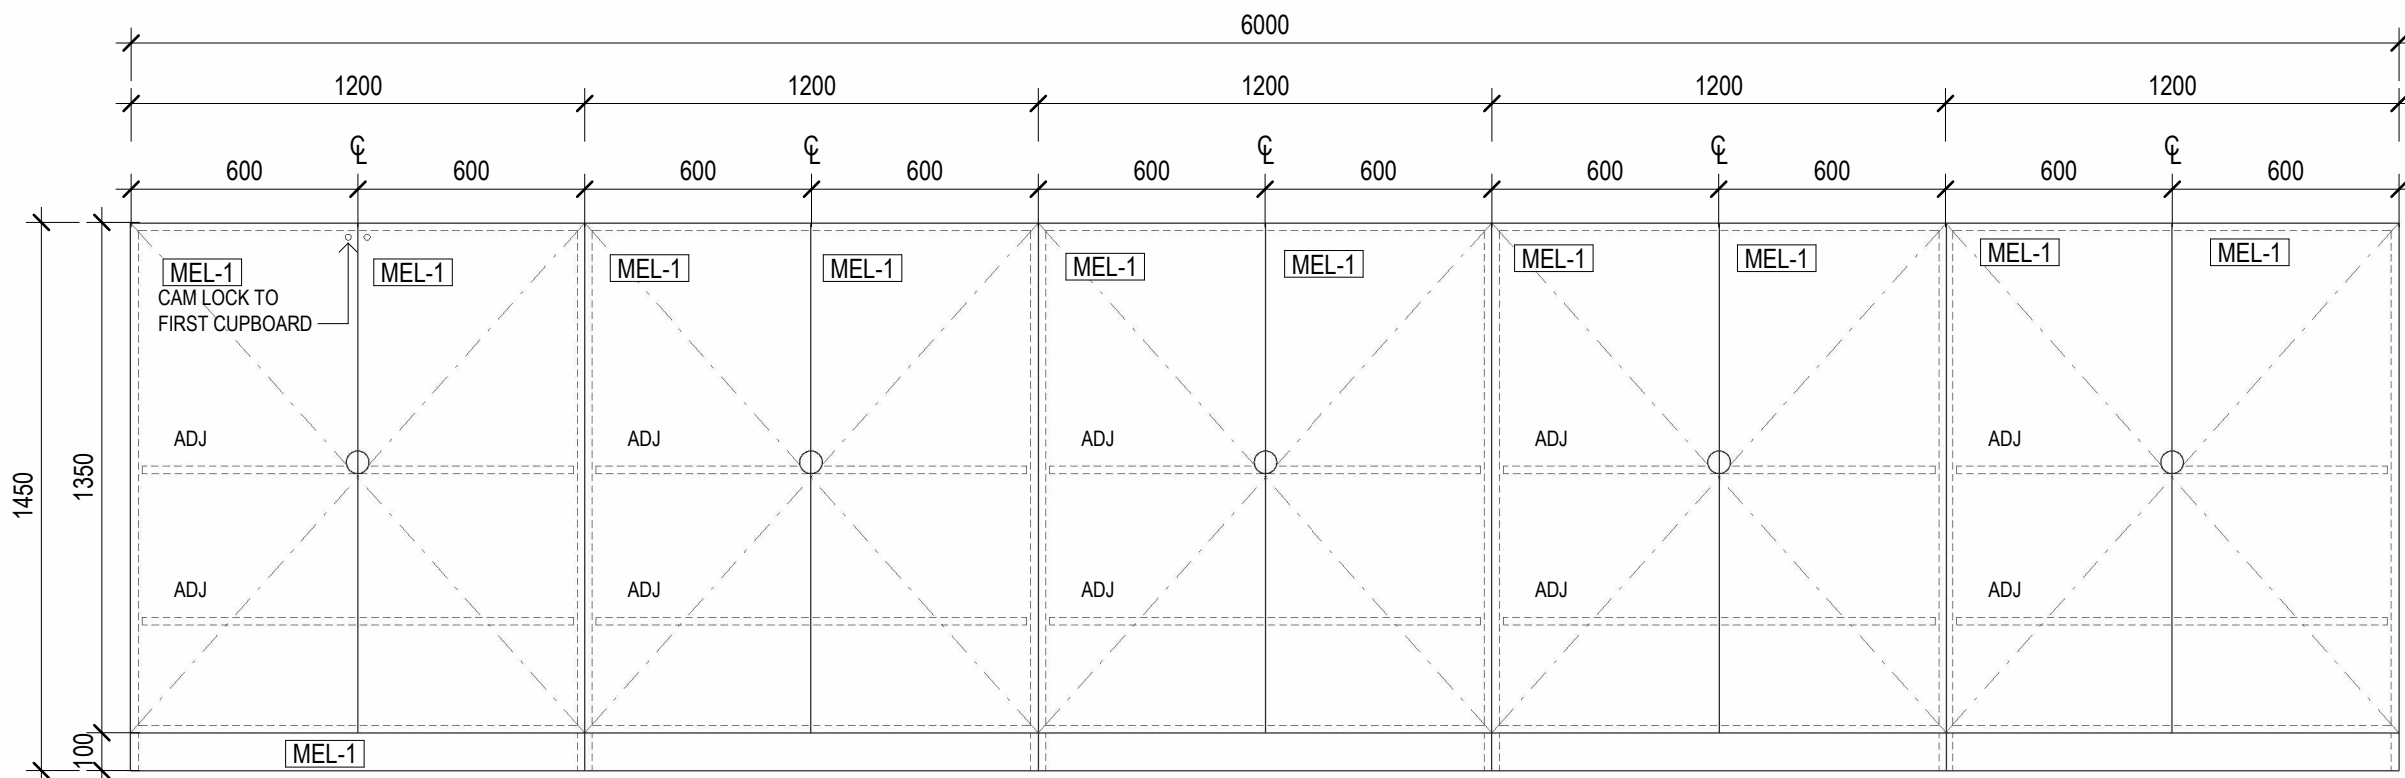 6000
1200 1200 1200 1200 1200
℄ ℄ ℄ ℄ ℄
600 600 600 600 600 600 600 600 600 600
MEL-1 MEL-1 MEL-1 MEL-1 MEL-1 MEL-1 MEL-1 MEL-1 MEL-1 MEL-1
CAM LOCK TO
FIRST CUPBOARD
ADJ ADJ ADJ ADJ ADJ
1450
1350
ADJ ADJ ADJ ADJ ADJ
100
MEL-1